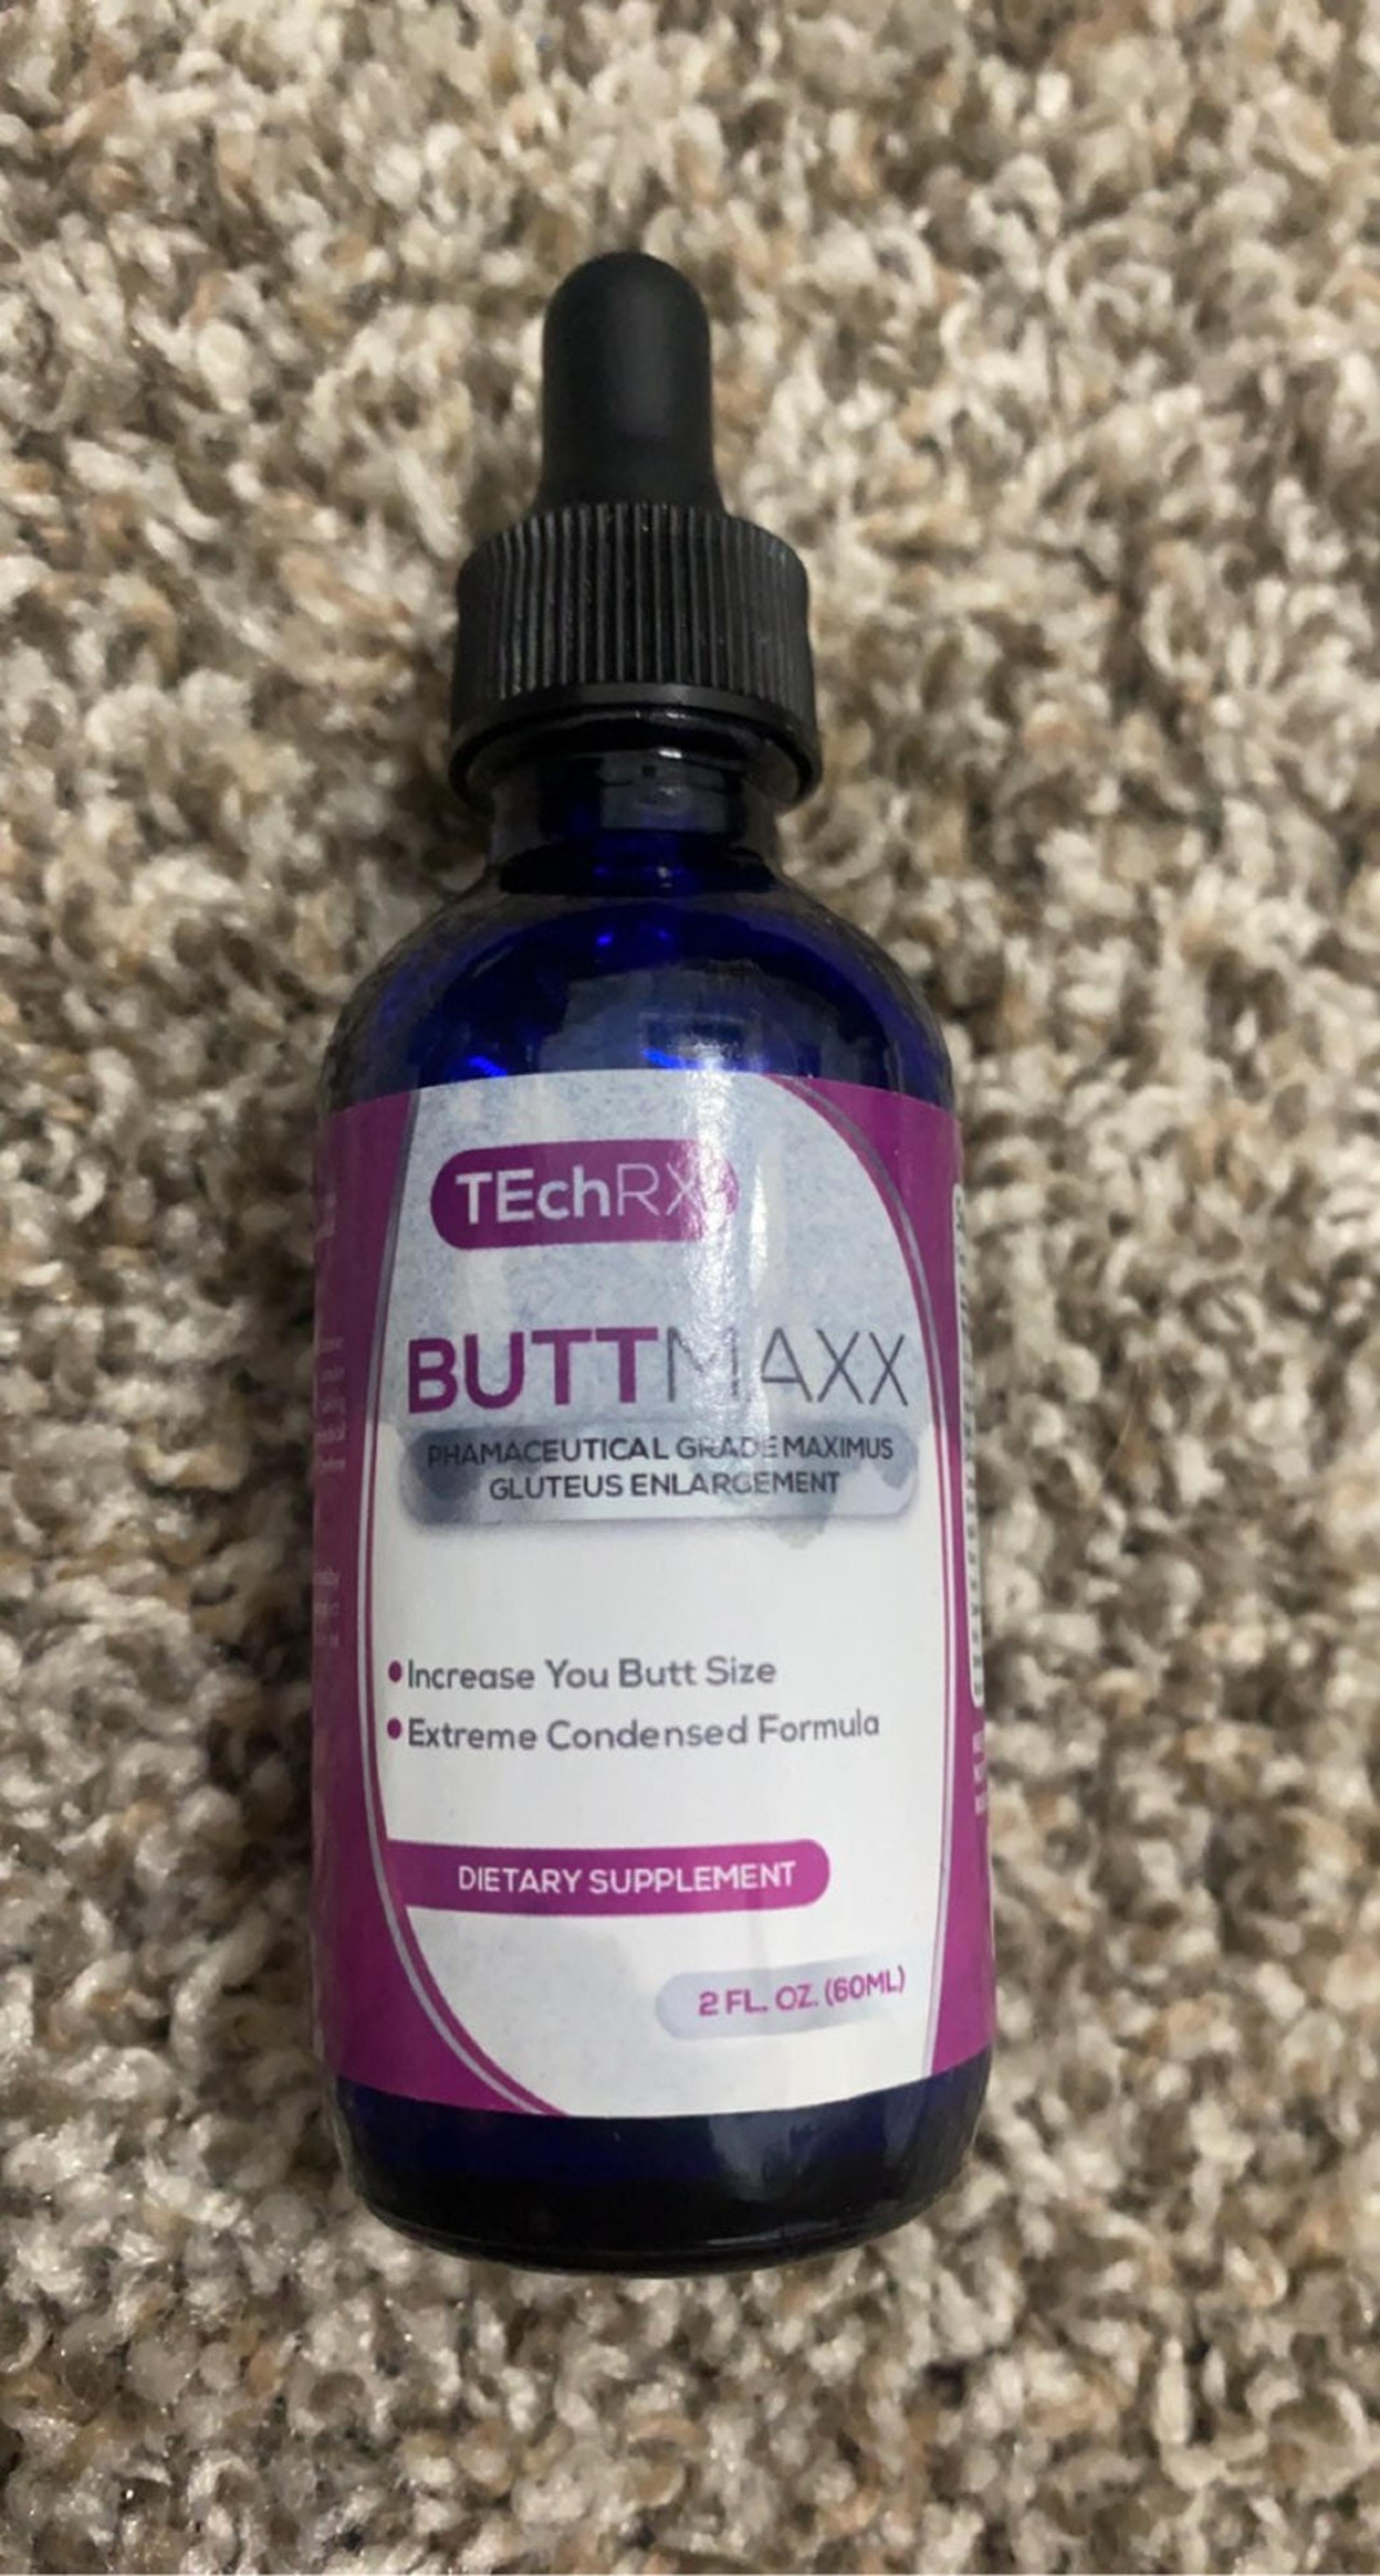 TEchRX
BUTTMAXX
PHAMACEUTICAL GRADE MAXIMUS
GLUTEUS ENLARGEMENT
Increase You Butt Size
Extreme Condensed Formula
DIETARY SUPPLEMENT
2 FL. OZ. (60ML)